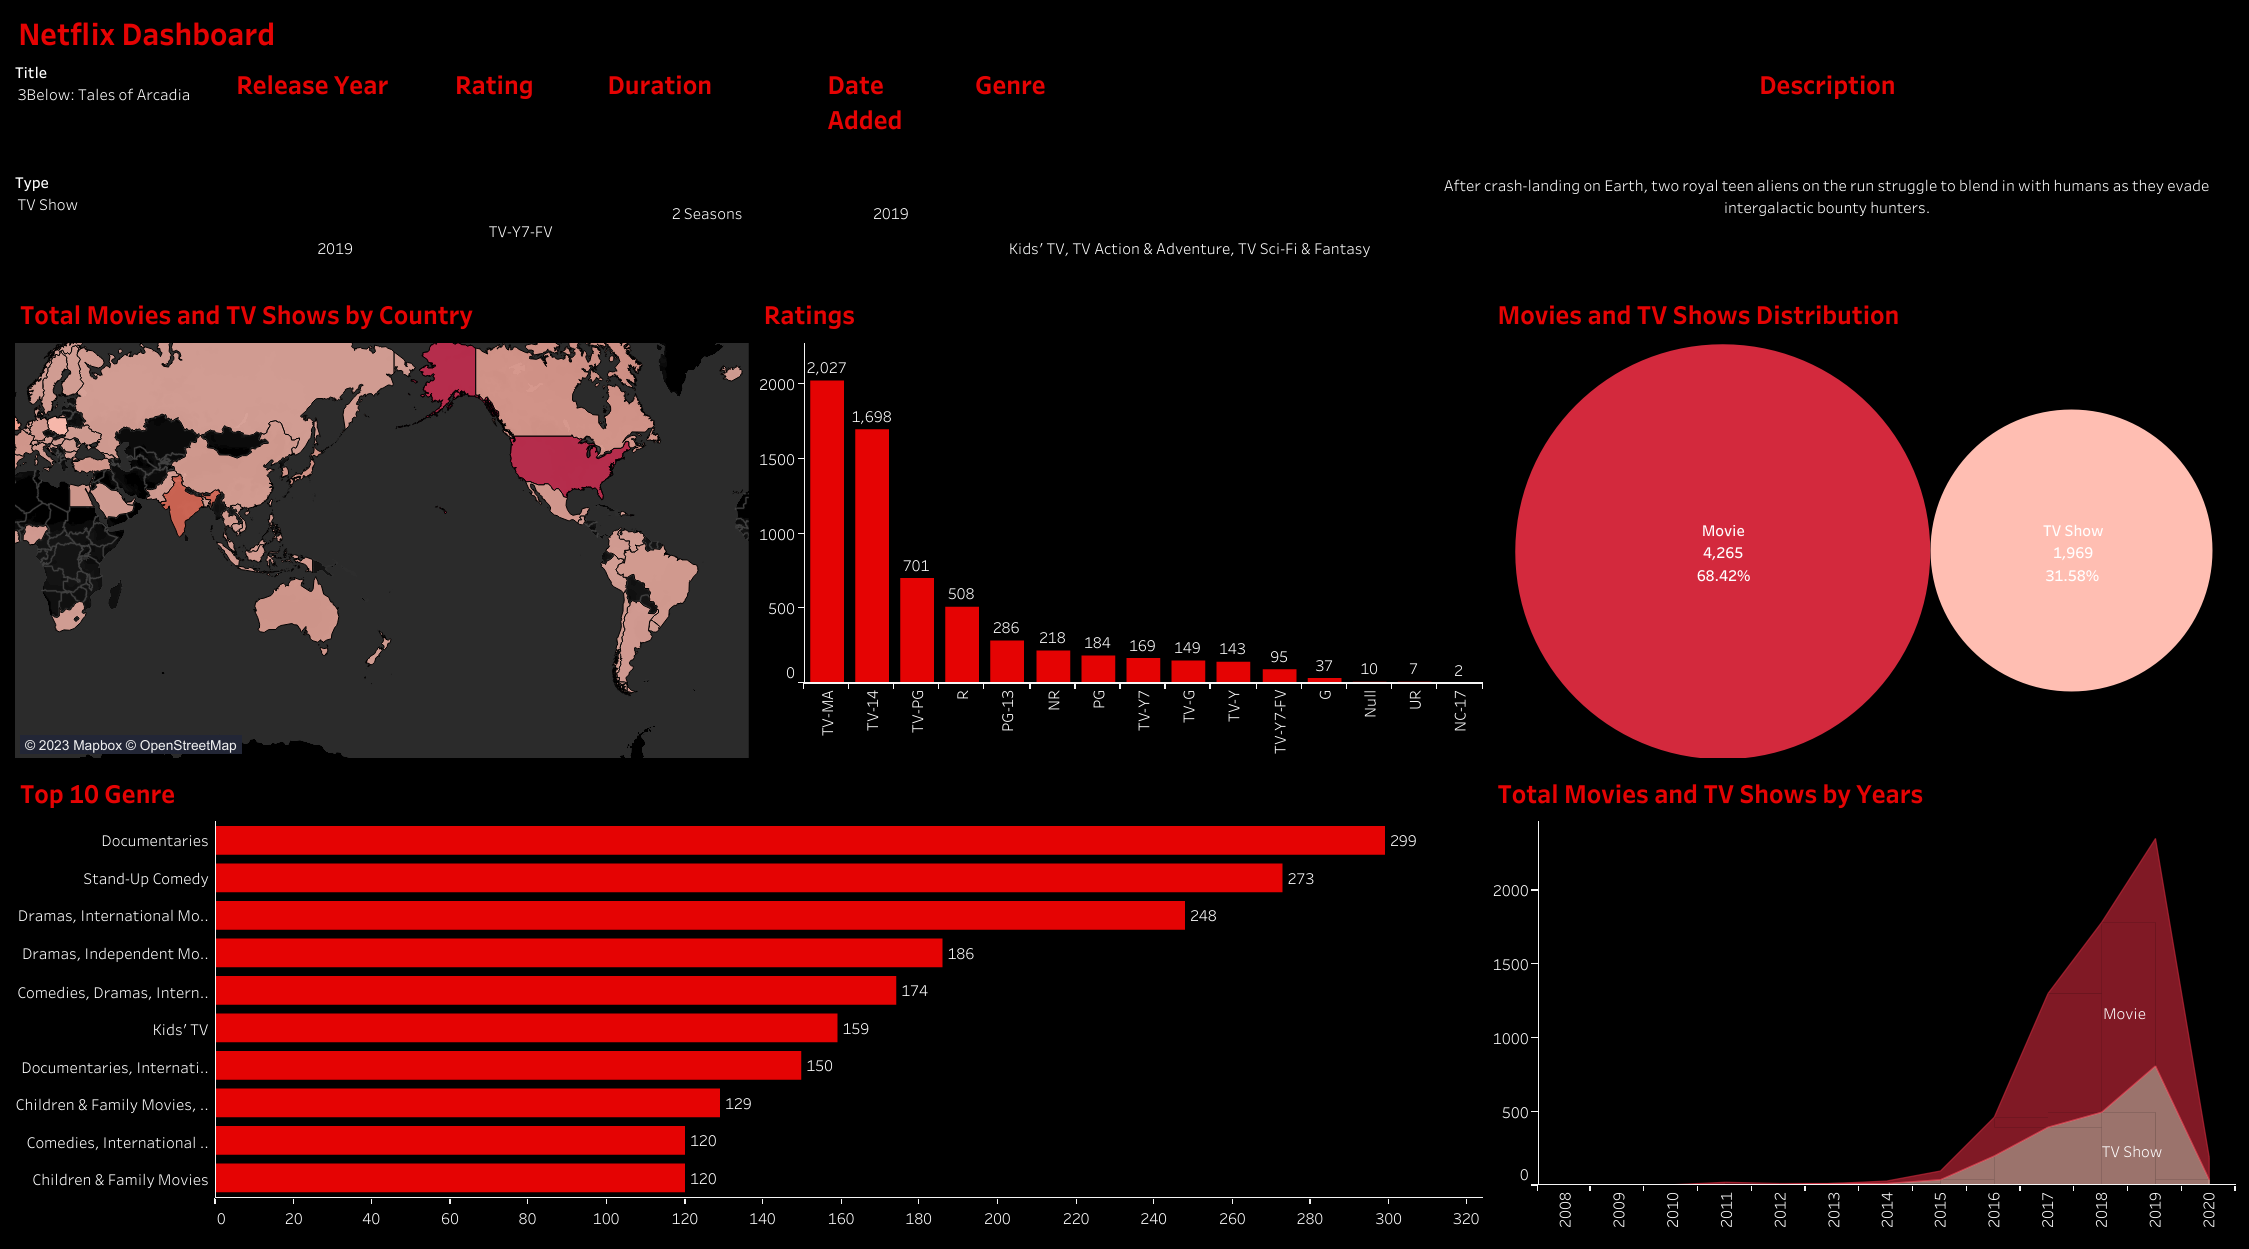 Netflix Dashboard
Title
3Below: Tales of Arcadia
Release Year
Rating
Duration
Date
Added
Genre
Description
Type
TV Show
2019
TV-Y7-FV
2 Seasons
2019
Kids’ TV, TV Action & Adventure, TV Sci-Fi & Fantasy
After crash-landing on Earth, two royal teen aliens on the run struggle to blend in with humans as they evade
intergalactic bounty hunters.
Total Movies and TV Shows by Country
© 2023 Mapbox © OpenStreetMap
Ratings
2000
1500
1000
500
0
2,027
1,698
701
508
286
218
184
169
149
143
95
37
10
7
2
TV-MA
TV-14
TV-PG
R
PG-13
NR
PG
TV-Y7
TV-G
TV-Y
TV-Y7-FV
G
Null
UR
NC-17
Movies and TV Shows Distribution
Movie
4,265
68.42%
TV Show
1,969
31.58%
Top 10 Genre
Documentaries
299
Stand-Up Comedy
273
Dramas, International Mo..
248
Dramas, Independent Mo..
186
Comedies, Dramas, Intern..
174
Kids’ TV
159
Documentaries, Internati..
150
Children & Family Movies, ..
129
Comedies, International ..
120
Children & Family Movies
120
0
20
40
60
80
100
120
140
160
180
200
220
240
260
280
300
320
Total Movies and TV Shows by Years
2000
1500
1000
500
0
Movie
TV Show
2008
2009
2010
2011
2012
2013
2014
2015
2016
2017
2018
2019
2020